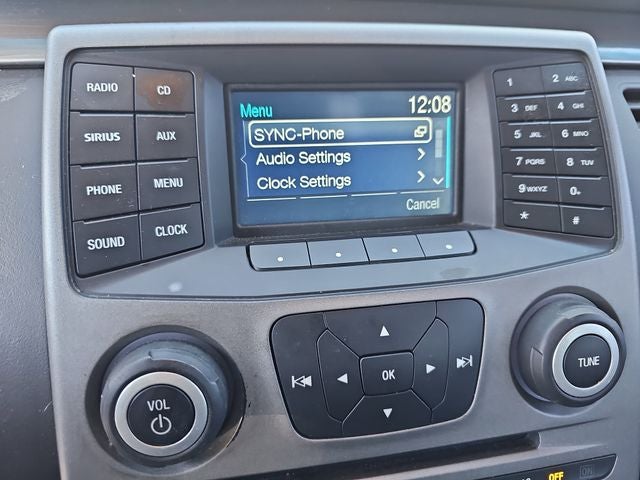 RADIO CD
SIRIUS AUX
PHONE MENU
SOUND CLOCK
Menu 12:08
SYNC-Phone
Audio Settings
Clock Settings
Cancel
1 2 ABC
3 DEF 4 GHI
5 JKL 6 MNO
7 PQRS 8 TUV
9 WXYZ 0+
* #
VOL
OK
TUNE
OFF ON